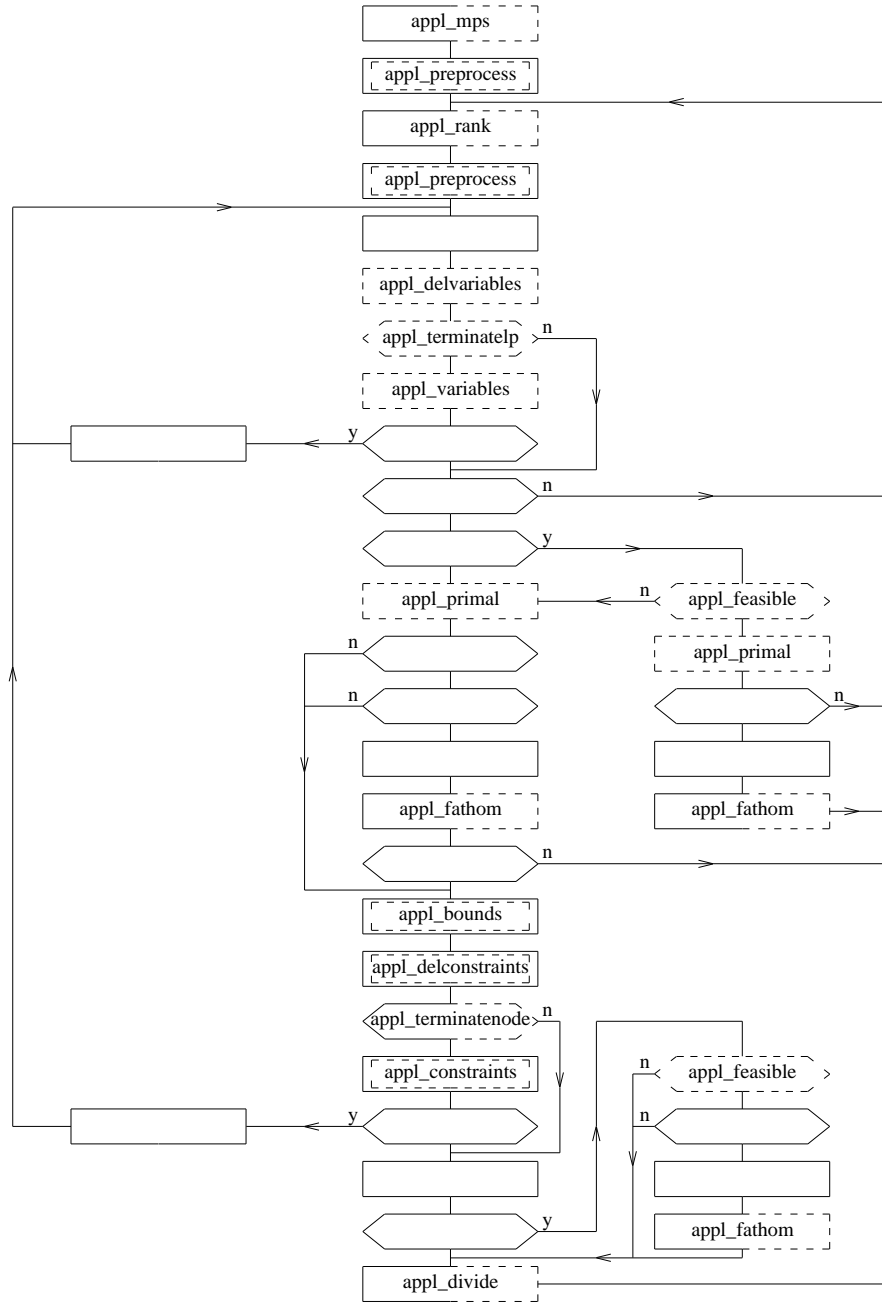 appl_mps
appl_preprocess
appl_rank
appl_preprocess
appl_delvariables
appl_terminatelp
n
appl_variables
y
n
y
appl_primal
n
appl_feasible
n
appl_primal
n
n
appl_fathom
appl_fathom
n
appl_bounds
appl_delconstraints
appl_terminatenode
n
appl_constraints
n
appl_feasible
y
n
y
appl_fathom
appl_divide